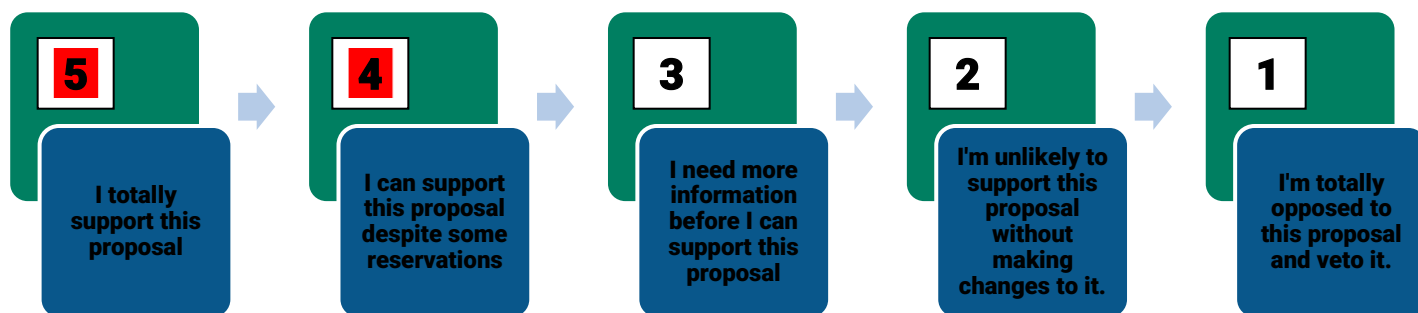 5
I totally
support this
proposal
4
I can support
this proposal
despite some
reservations
3
I need more
information
before I can
support this
proposal
2
I'm unlikely to
support this
proposal
without
making
changes to it.
1
I'm totally
opposed to
this proposal
and veto it.